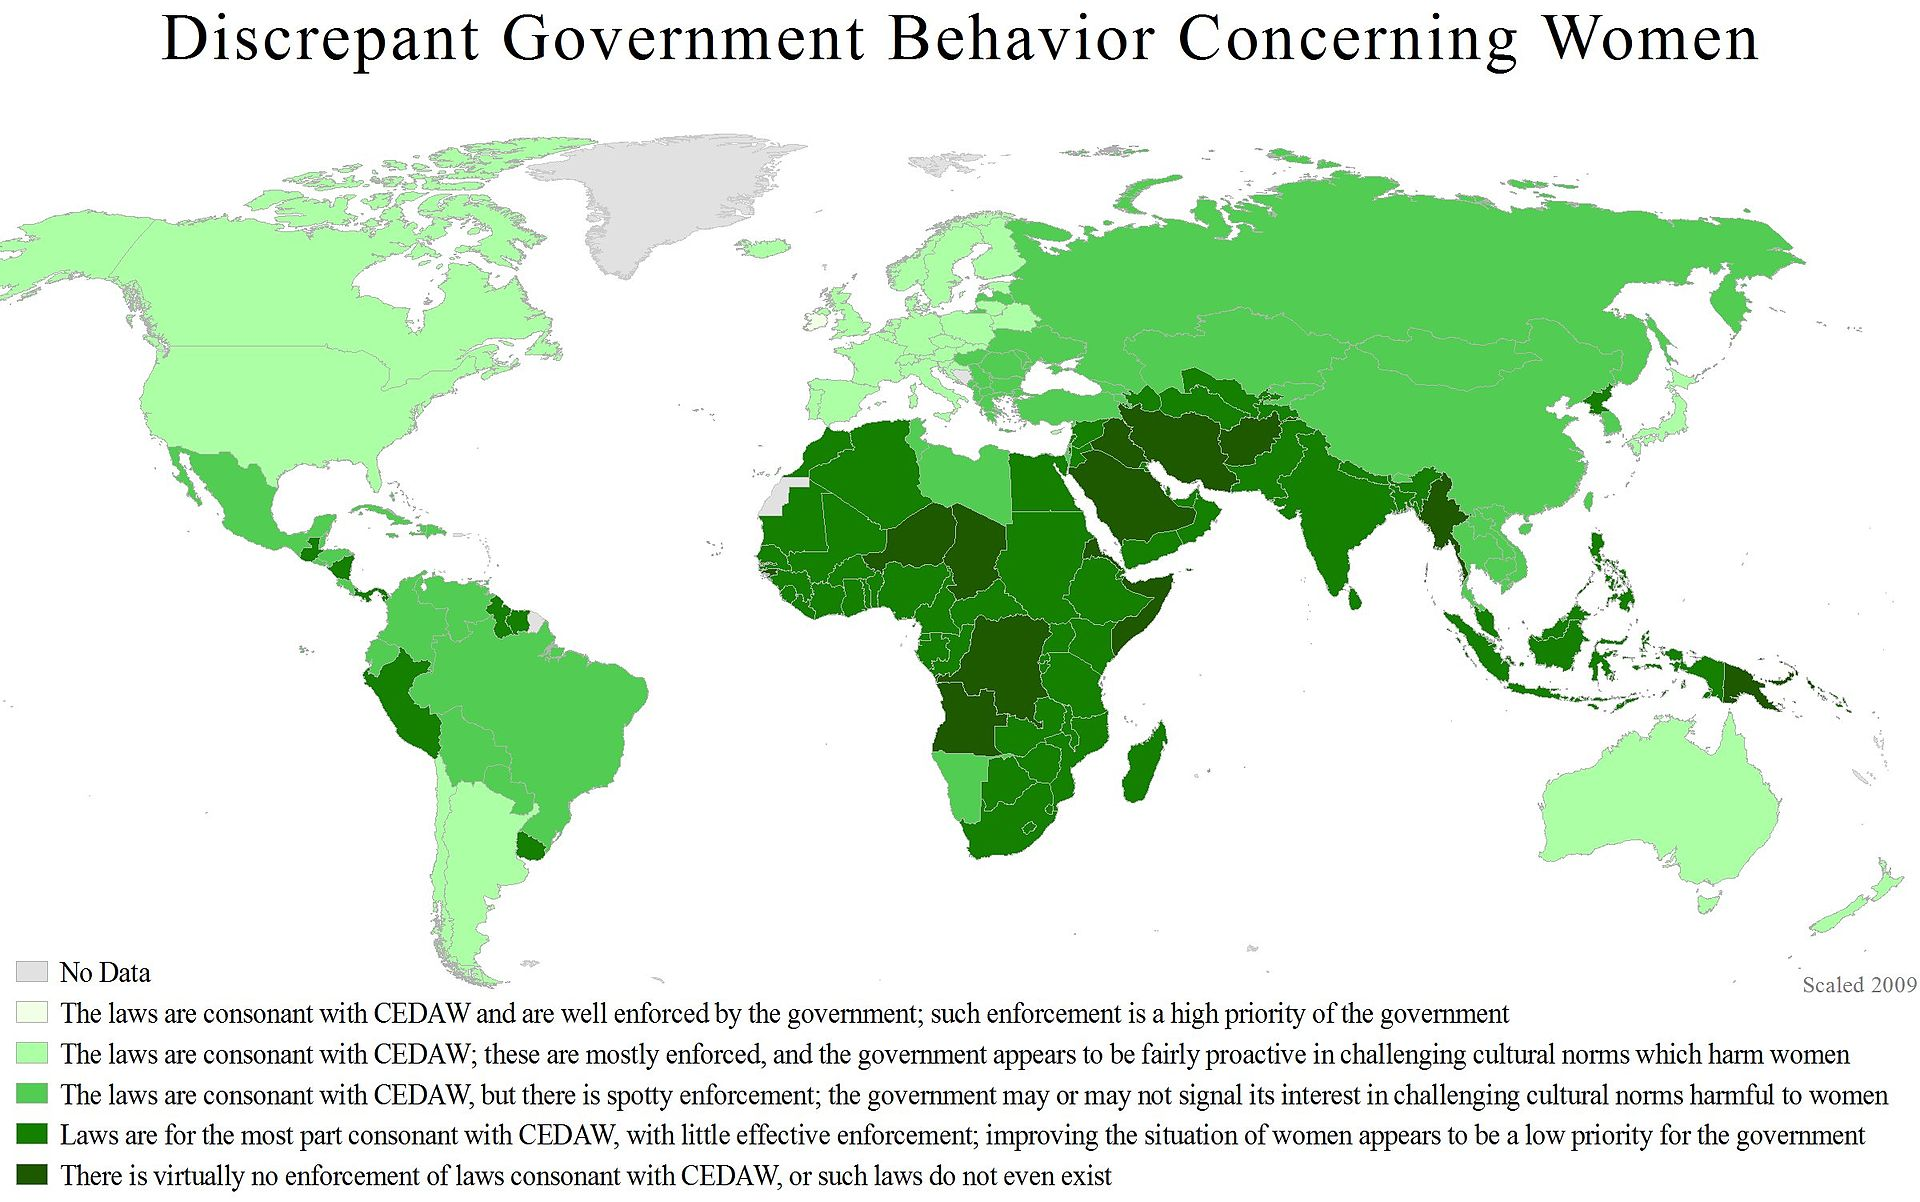 Discrepant Government Behavior Concerning Women
Scaled 2009
No Data
The laws are consonant with CEDAW and are well enforced by the government; such enforcement is a high priority of the government
The laws are consonant with CEDAW; these are mostly enforced, and the government appears to be fairly proactive in challenging cultural norms which harm women
The laws are consonant with CEDAW, but there is spotty enforcement; the government may or may not signal its interest in challenging cultural norms harmful to women
Laws are for the most part consonant with CEDAW, with little effective enforcement; improving the situation of women appears to be a low priority for the government
There is virtually no enforcement of laws consonant with CEDAW, or such laws do not even exist